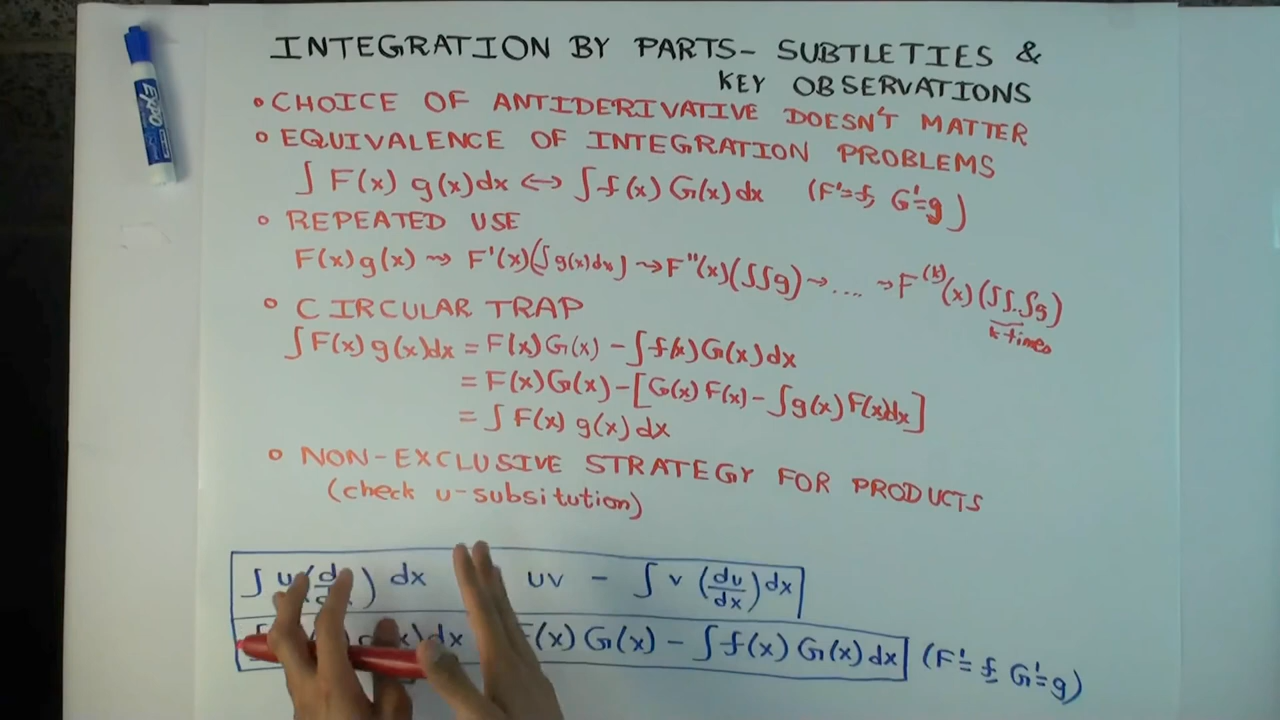 INTEGRATION BY PARTS- SUBTLETIES &
KEY OBSERVATIONS
EXPO
• CHOICE OF ANTIDERIVATIVE DOESN'T MATTER
∘ EQUIVALENCE OF INTEGRATION PROBLEMS
∫ F(x) g(x)dx ↔ ∫ f(x) G(x) dx (F'=f, G'=g)
∘ REPEATED USE
F(x)g(x) ⇝ F'(x)(∫g(x)dx) ⇝ F''(x)(∫∫g) ⇝ .... ⇝ F^(k)(x)(∫∫..∫g)
k times
∘ CIRCULAR TRAP
∫ F(x) g(x)dx = F(x)G(x) - ∫f(x)G(x)dx
= F(x)G(x) - [G(x)F(x) - ∫g(x)F(x)dx]
= ∫ F(x) g(x) dx
∘ NON-EXCLUSIVE STRATEGY FOR PRODUCTS
(check u-subsitution)
∫ u(d) dx uv - ∫ v (du/dx) dx
dx (x) G(x) - ∫ f(x) G(x) dx (F'=f G'=g)